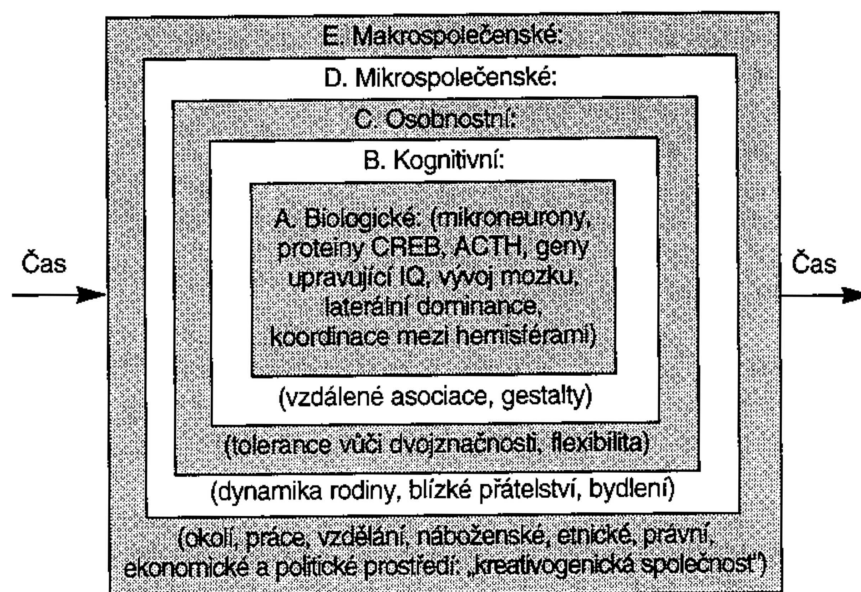 E. Makrospolečenské:
D. Mikrospolečenské:
C. Osobnostní:
B. Kognitivní:
A. Biologické: (mikroneurony,
proteiny CREB, ACTH, geny
upravující IQ, vývoj mozku,
laterální dominance,
koordinace mezi hemisférami)
Čas
Čas
(vzdálené asociace, gestalty)
(tolerance vůči dvojznačnosti, flexibilita)
(dynamika rodiny, blízké přátelství, bydlení)
(okolí, práce, vzdělání, náboženské, etnické, právní,
ekonomické a politické prostředí: „kreativogenická společnost")